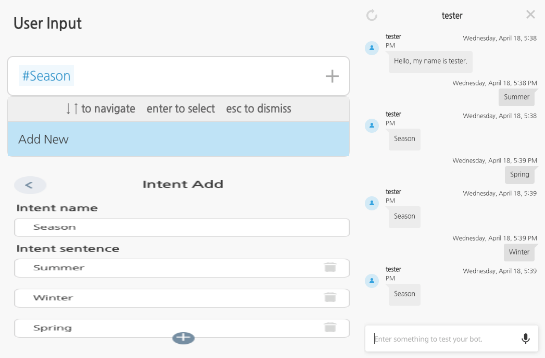 User Input
#Season
↓↑ to navigate enter to select esc to dismiss
Add New
<
Intent Add
Intent name
Season
Intent sentence
Summer
Winter
Spring
tester
tester
Wednesday, April 18, 5:38
PM
Hello, my name is tester.
Wednesday, April 18, 5:38 PM
Summer
tester
Wednesday, April 18, 5:38
PM
Season
Wednesday, April 18, 5:39 PM
Spring
tester
Wednesday, April 18, 5:39
PM
Season
Wednesday, April 18, 5:39 PM
Winter
tester
Wednesday, April 18, 5:39
PM
Season
Enter something to test your bot.